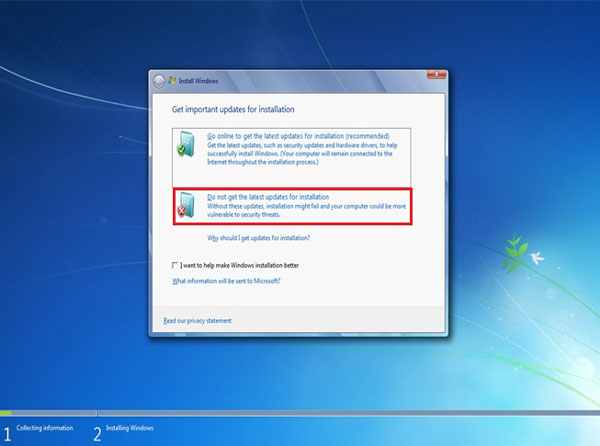 Install Windows
Get important updates for installation
Go online to get the latest updates for installation (recommended)
Get the latest updates, such as security updates and hardware drivers, to help
successfully install Windows. (Your computer will remain connected to the
Internet throughout the installation process.)
Do not get the latest updates for installation
Without these updates, installation might fail and your computer could be more
vulnerable to security threats.
Why should I get updates for installation?
I want to help make Windows installation better
What information will be sent to Microsoft?
Read our privacy statement
1 Collecting information
2 Installing Windows